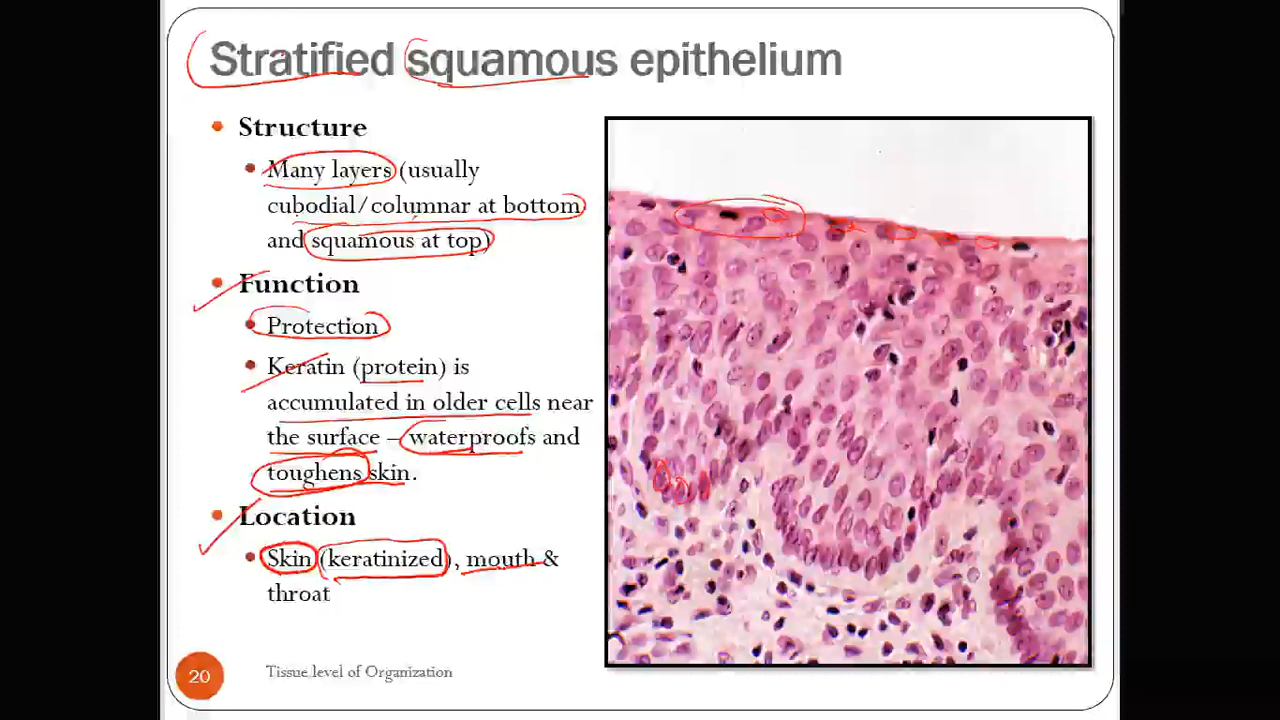 Stratified squamous epithelium
Structure
Many layers (usually
cubodial/columnar at bottom
and squamous at top)
Function
Protection
Keratin (protein) is
accumulated in older cells near
the surface – waterproofs and
toughens skin.
Location
Skin (keratinized), mouth &
throat
20
Tissue level of Organization